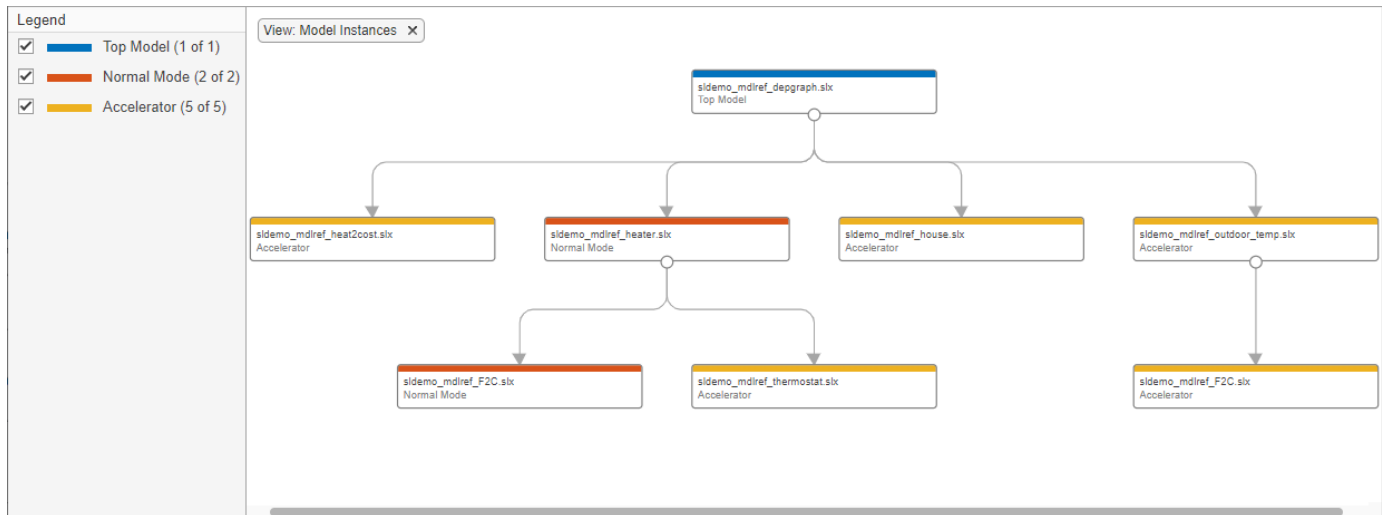 Legend
Top Model (1 of 1)
Normal Mode (2 of 2)
Accelerator (5 of 5)
View: Model Instances
sldemo_mdlref_depgraph.slx
Top Model
sldemo_mdlref_heat2cost.slx
Accelerator
sldemo_mdlref_heater.slx
Normal Mode
sldemo_mdlref_house.slx
Accelerator
sldemo_mdlref_outdoor_temp.slx
Accelerator
sldemo_mdlref_F2C.slx
Normal Mode
sldemo_mdlref_thermostat.slx
Accelerator
sldemo_mdlref_F2C.slx
Accelerator